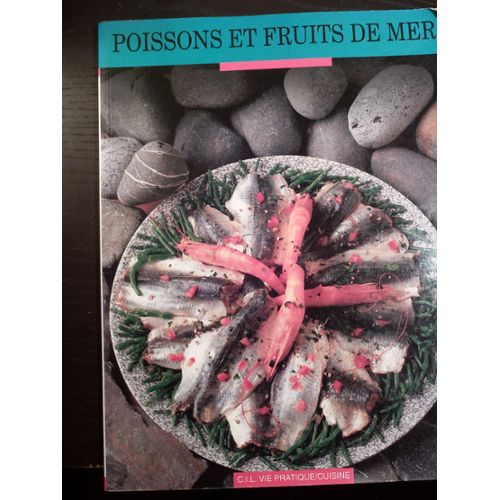 POISSONS ET FRUITS DE MER
C.I.L. VIE PRATIQUE/CUISINE